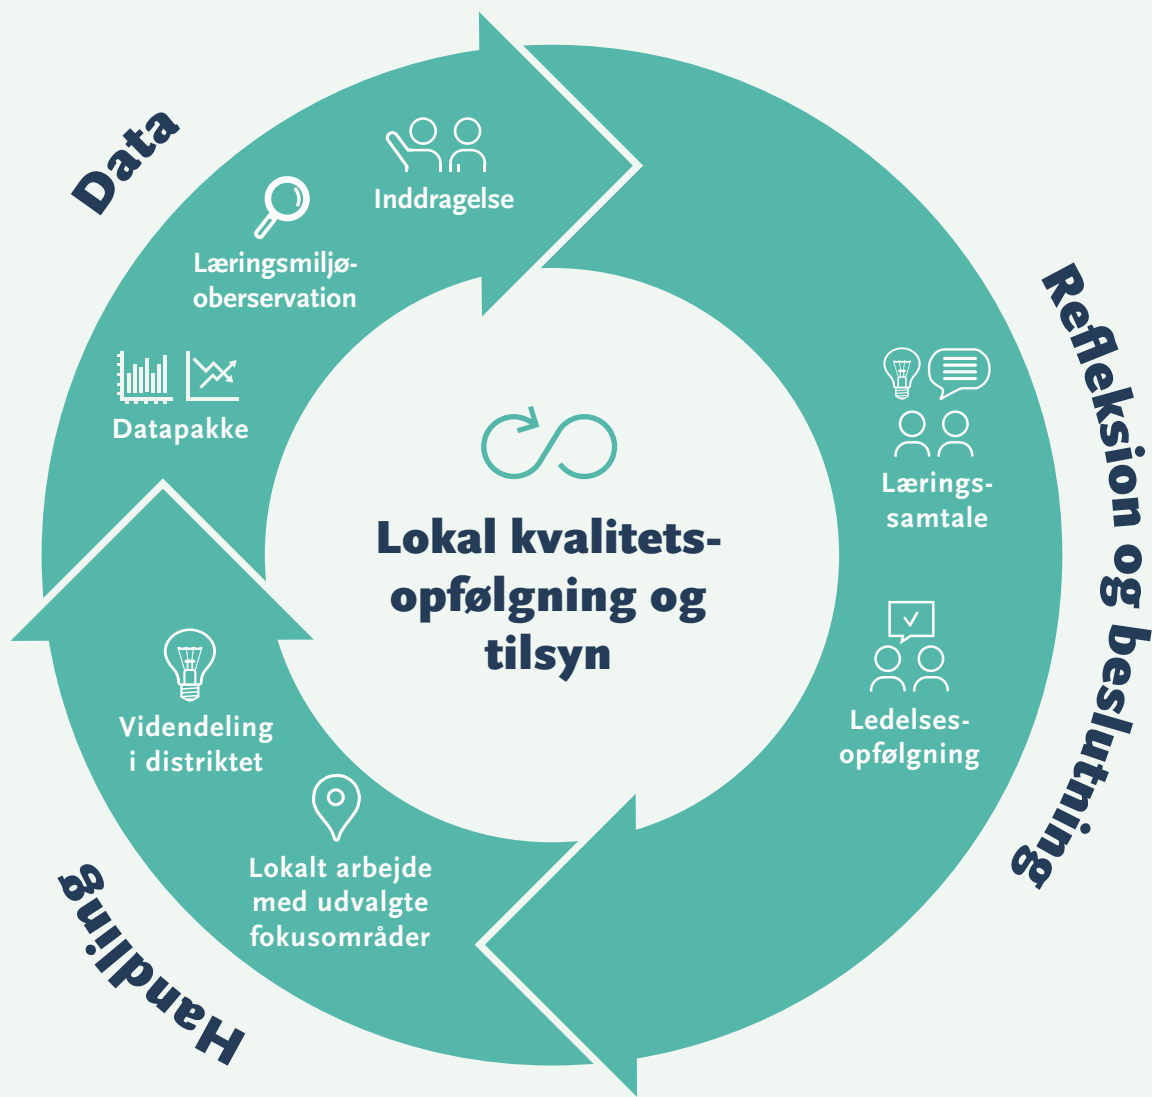 Data
Inddragelse
Læringsmiljø-
oberservation
Datapakke
Refleksion og beslutning
Lærings-
samtale
Ledelses-
opfølgning
Lokal kvalitets-
opfølgning og
tilsyn
Handling
Lokalt arbejde
med udvalgte
fokusområder
Videndeling
i distriktet